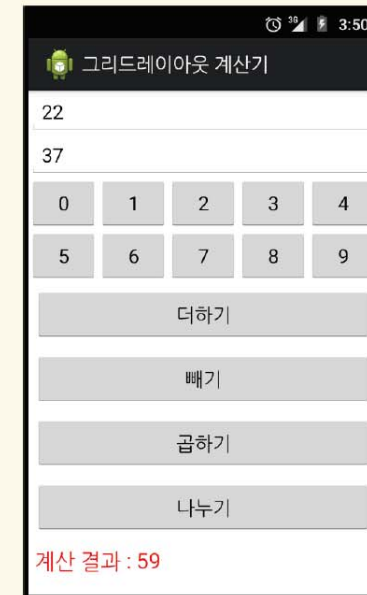 3G 3:50
그리드레이아웃 계산기
22
37
0 1 2 3 4
5 6 7 8 9
더하기
빼기
곱하기
나누기
계산 결과 : 59